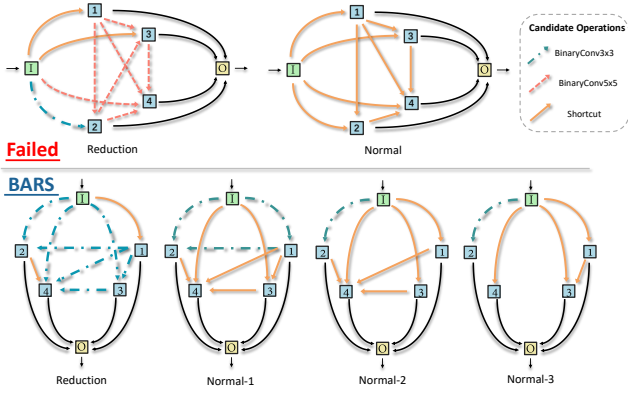 1
3
I
O
4
2
Failed
Reduction
1
3
I
O
4
2
Normal
Candidate Operations
BinaryConv3x3
BinaryConv5x5
Shortcut
BARS
I
2
1
4
3
O
Reduction
I
2
1
4
3
O
Normal-1
I
2
1
4
3
O
Normal-2
I
2
1
4
3
O
Normal-3